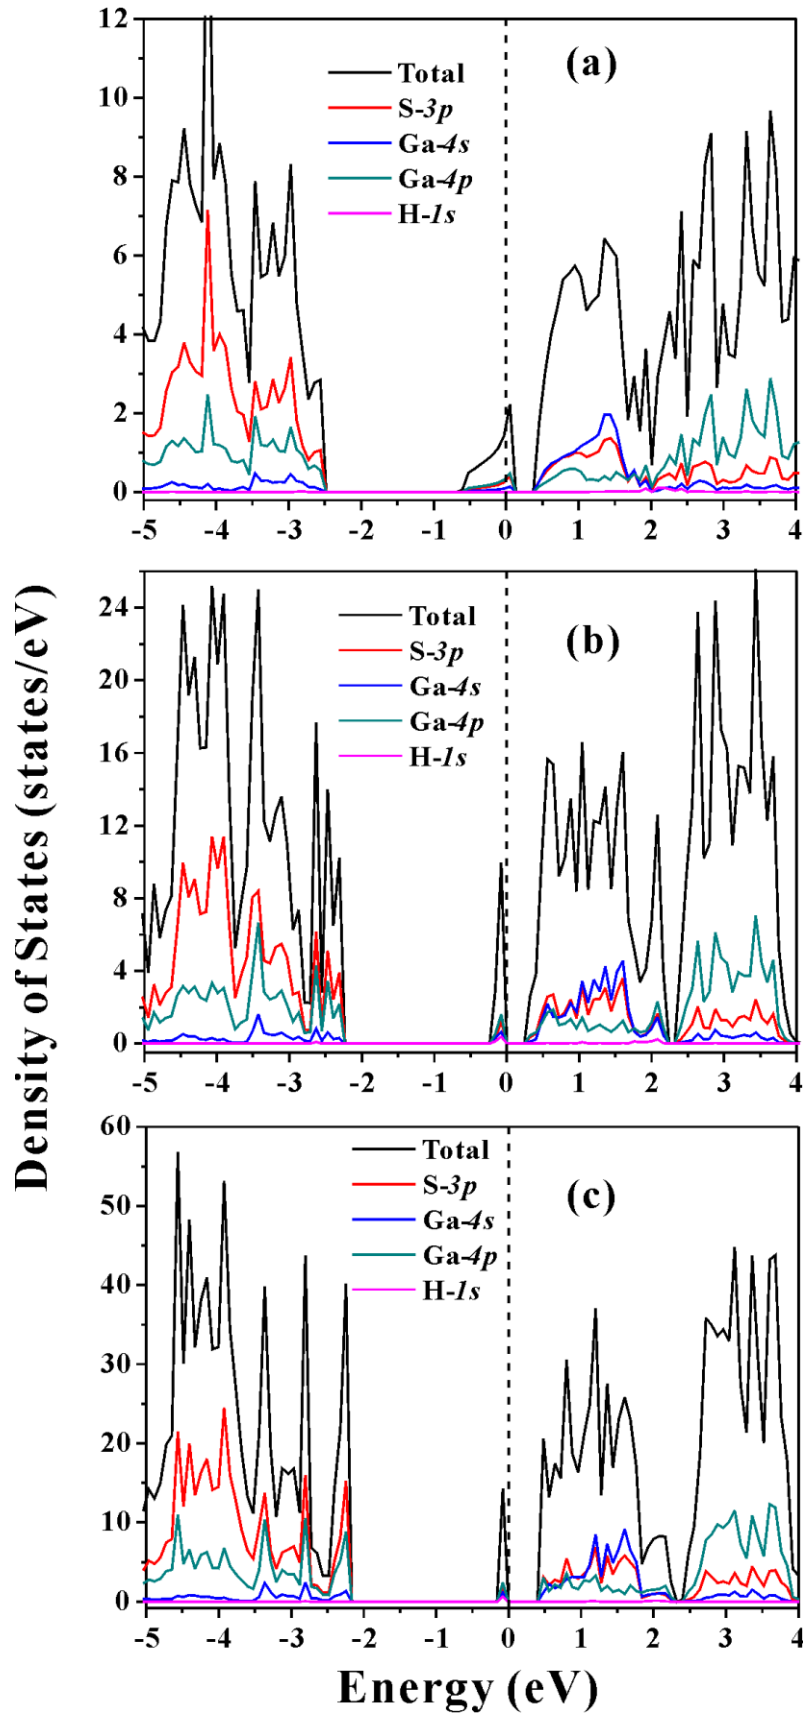 12
10
8
6
4
2
0
-5 -4 -3 -2 -1 0 1 2 3 4
Total
S-3p
Ga-4s
Ga-4p
H-1s
(a)
24
20
16
12
8
4
0
-5 -4 -3 -2 -1 0 1 2 3 4
Total
S-3p
Ga-4s
Ga-4p
H-1s
(b)
60
50
40
30
20
10
0
-5 -4 -3 -2 -1 0 1 2 3 4
Total
S-3p
Ga-4s
Ga-4p
H-1s
(c)
Density of States (states/eV)
Energy (eV)